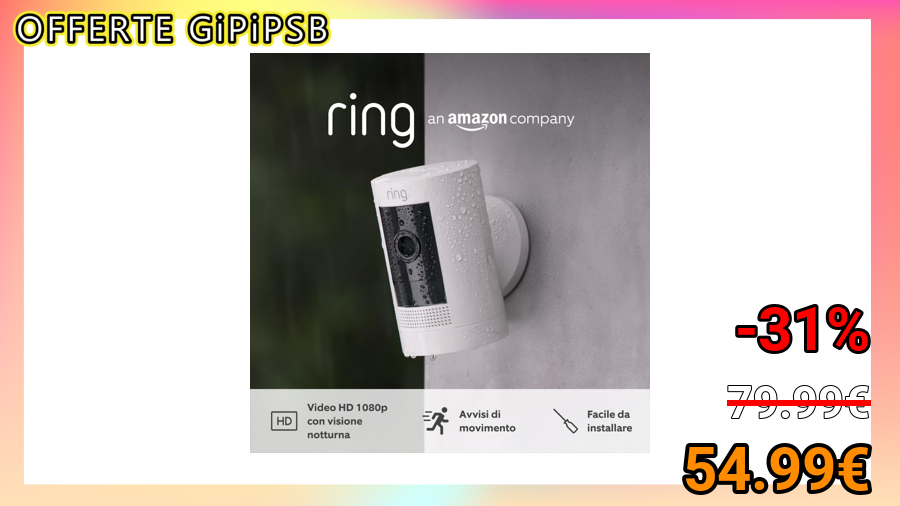 OFFERTE GiPiPSB
ring an amazon company
ring
HD
Video HD 1080p
con visione
notturna
Avvisi di
movimento
Facile da
installare
-31%
79.99€
54.99€